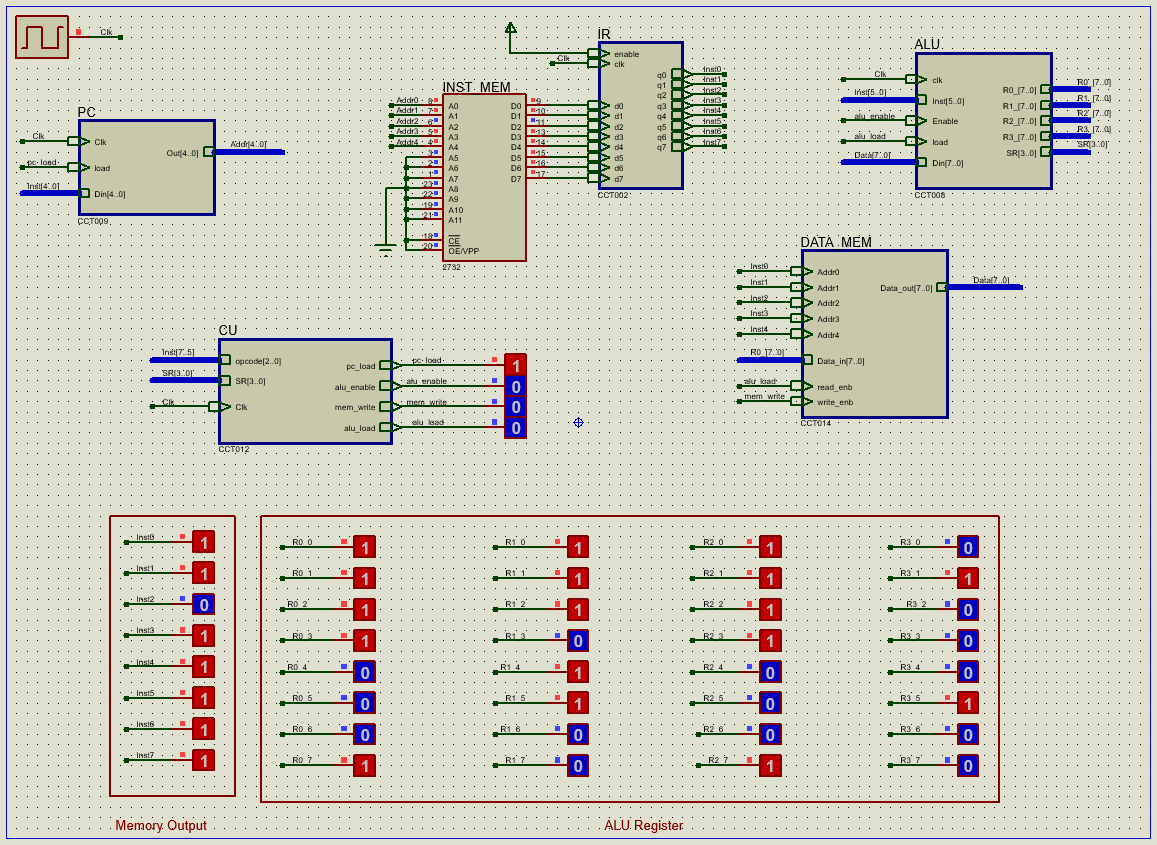 Clk
PC
Clk
pc_load
Inst[4..0]
Clk
load
Din[4..0]
Out[4..0]
Addr[4..0]
CCT009
INST_MEM
Addr0 8 A0 D0 9
Addr1 7 A1 D1 10
Addr2 6 A2 D2 11
Addr3 5 A3 D3 13
Addr4 4 A4 D4 14
3 A5 D5 15
2 A6 D6 16
1 A7 D7 17
23 A8
22 A9
19 A10
21 A11
18 CE
20 OE/VPP
2732
IR
Clk
enable
clk
q0 Inst0
q1 Inst1
q2 Inst2
q3 Inst3
q4 Inst4
q5 Inst5
q6 Inst6
q7 Inst7
d0
d1
d2
d3
d4
d5
d6
d7
CCT002
ALU
Clk clk
Inst[5..0] Inst[5..0]
alu_enable Enable
alu_load load
Data[7..0] Din[7..0]
R0_[7..0] R0_[7..0]
R1_[7..0] R1_[7..0]
R2_[7..0] R2_[7..0]
R3_[7..0] R3_[7..0]
SR[3..0] SR[3..0]
CCT008
DATA_MEM
Inst0 Addr0
Inst1 Addr1
Inst2 Addr2
Inst3 Addr3
Inst4 Addr4
R0_[7..0] Data_in[7..0]
alu_load read_enb
mem_write write_enb
Data_out[7..0] Data[7..0]
CCT014
CU
Inst[7..5] opcode[2..0]
SR[3..0] SR[3..0]
Clk Clk
pc_load pc_load 1
alu_enable alu_enable 0
mem_write mem_write 0
alu_load alu_load 0
CCT012
Inst0 1
Inst1 1
Inst2 0
Inst3 1
Inst4 1
Inst5 1
Inst6 1
Inst7 1
Memory Output
R0_0 1 R1_0 1 R2_0 1 R3_0 0
R0_1 1 R1_1 1 R2_1 1 R3_1 1
R0_2 1 R1_2 1 R2_2 1 R3_2 0
R0_3 1 R1_3 0 R2_3 1 R3_3 0
R0_4 0 R1_4 1 R2_4 0 R3_4 0
R0_5 0 R1_5 1 R2_5 0 R3_5 1
R0_6 0 R1_6 0 R2_6 0 R3_6 0
R0_7 1 R1_7 0 R2_7 1 R3_7 0
ALU Register